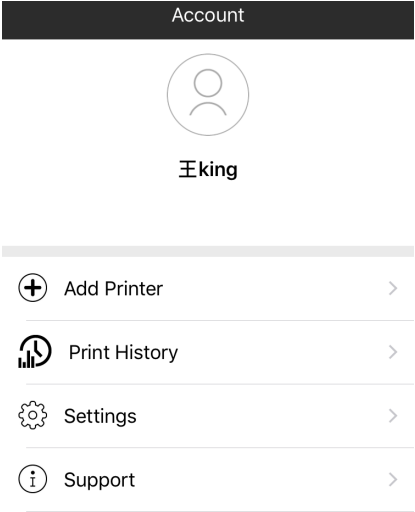 Account
王king
Add Printer
Print History
Settings
Support